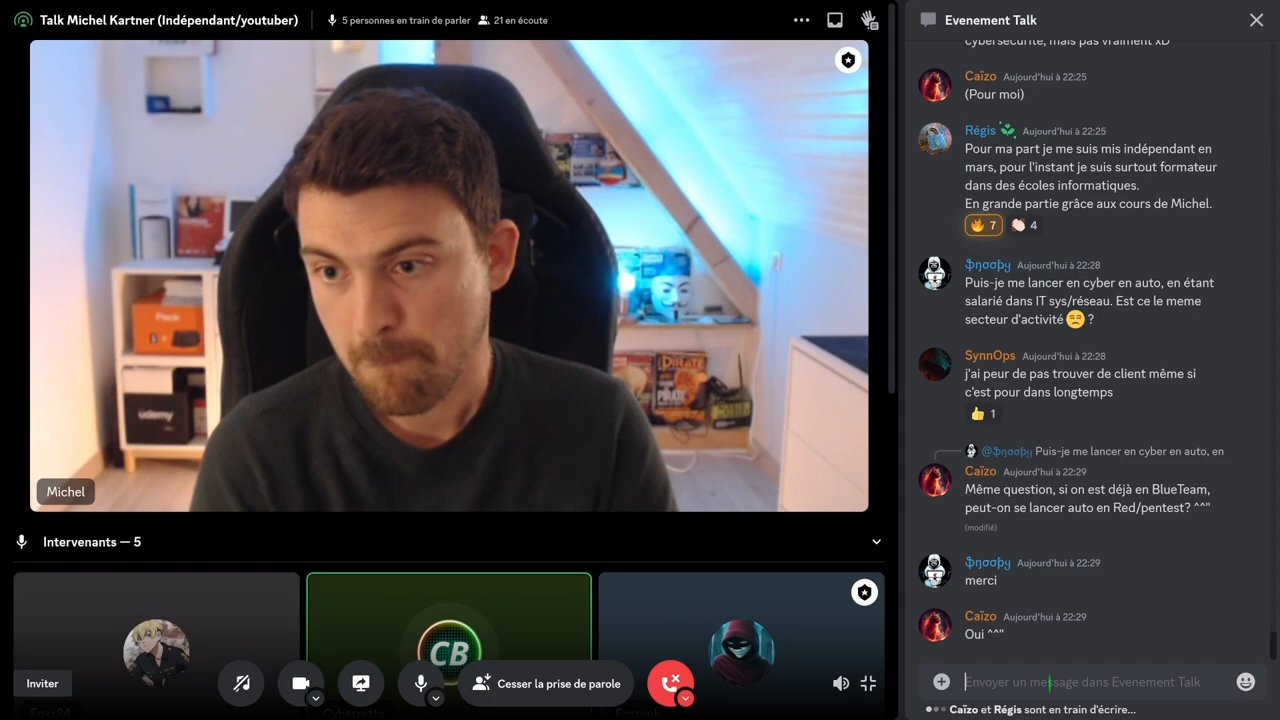 Talk Michel Kartner (Indépendant/youtuber)
5 personnes en train de parler
21 en écoute
Pack
ûdemy
PIRATE
PIRATE
Michel
Intervenants — 5
CB
Inviter
Cesser la prise de parole
Evenement Talk
cybersécurité, mais pas vraiment xD
Caïzo Aujourd'hui à 22:25
(Pour moi)
Régis Aujourd'hui à 22:25
Pour ma part je me suis mis indépendant en
mars, pour l'instant je suis surtout formateur
dans des écoles informatiques.
En grande partie grâce aux cours de Michel.
7
4
Aujourd'hui à 22:28
Puis-je me lancer en cyber en auto, en étant
salarié dans IT sys/réseau. Est ce le meme
secteur d'activité ?
SynnOps Aujourd'hui à 22:28
j'ai peur de pas trouver de client même si
c'est pour dans longtemps
1
Puis-je me lancer en cyber en auto, en
Caïzo Aujourd'hui à 22:29
Même question, si on est déjà en BlueTeam,
peut-on se lancer auto en Red/pentest? ^^"
(modifié)
Aujourd'hui à 22:29
merci
Caïzo Aujourd'hui à 22:29
Oui ^^"
Envoyer un message dans Evenement Talk
Caïzo et Régis sont en train d'écrire...